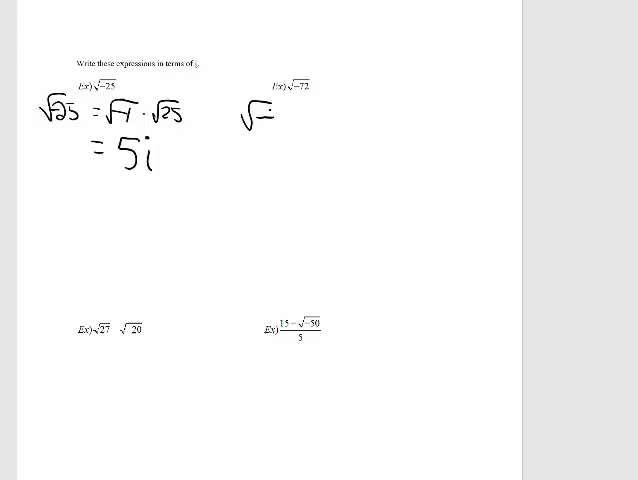 Write these expressions in terms of i.
Ex) √-25
Ex) √-72
√-25 = √-1 · √25
= 5i
Ex) √27 √-20
Ex) (15 - √-50)/5